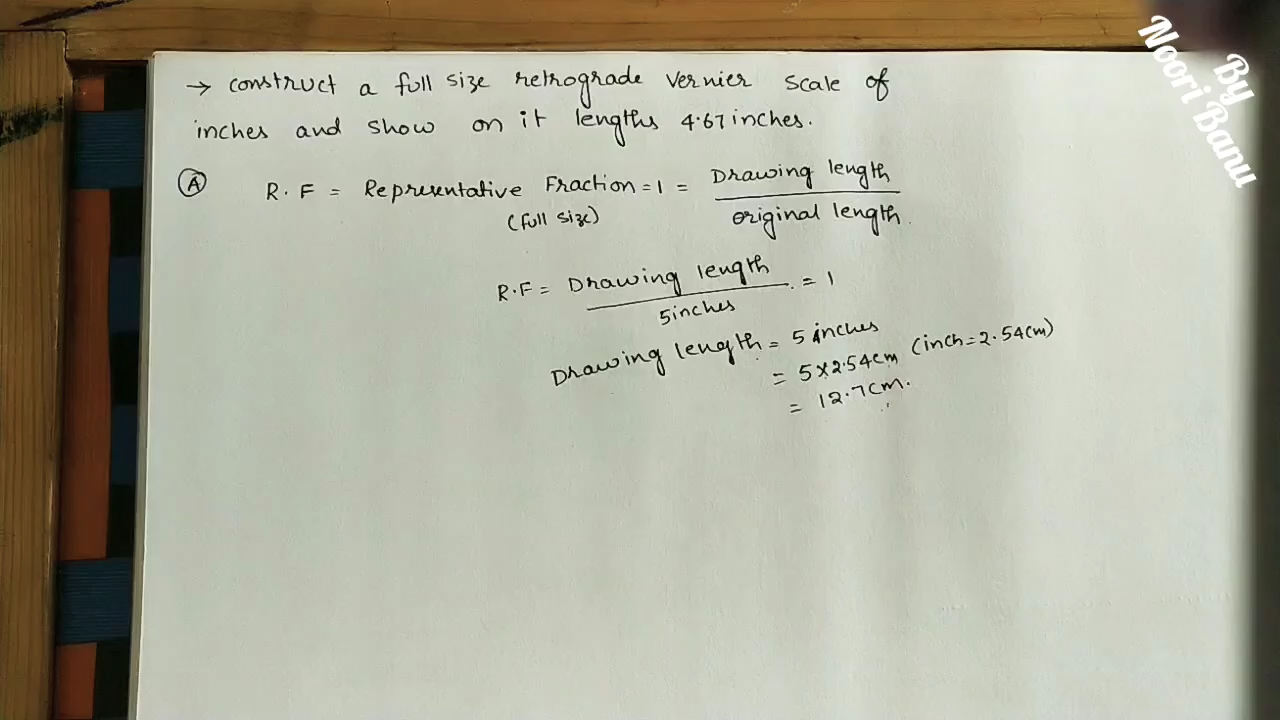 → construct a full size retrograde vernier scale of
inches and show on it lengths 4.67 inches.
Ⓐ R.F = Representative Fraction = 1 = Drawing length
(full size) original length.
R.F = Drawing length = 1
5inches
Drawing length = 5 inches
= 5×2.54cm (inch = 2.54cm)
= 12.7cm.
By
Noori Banu